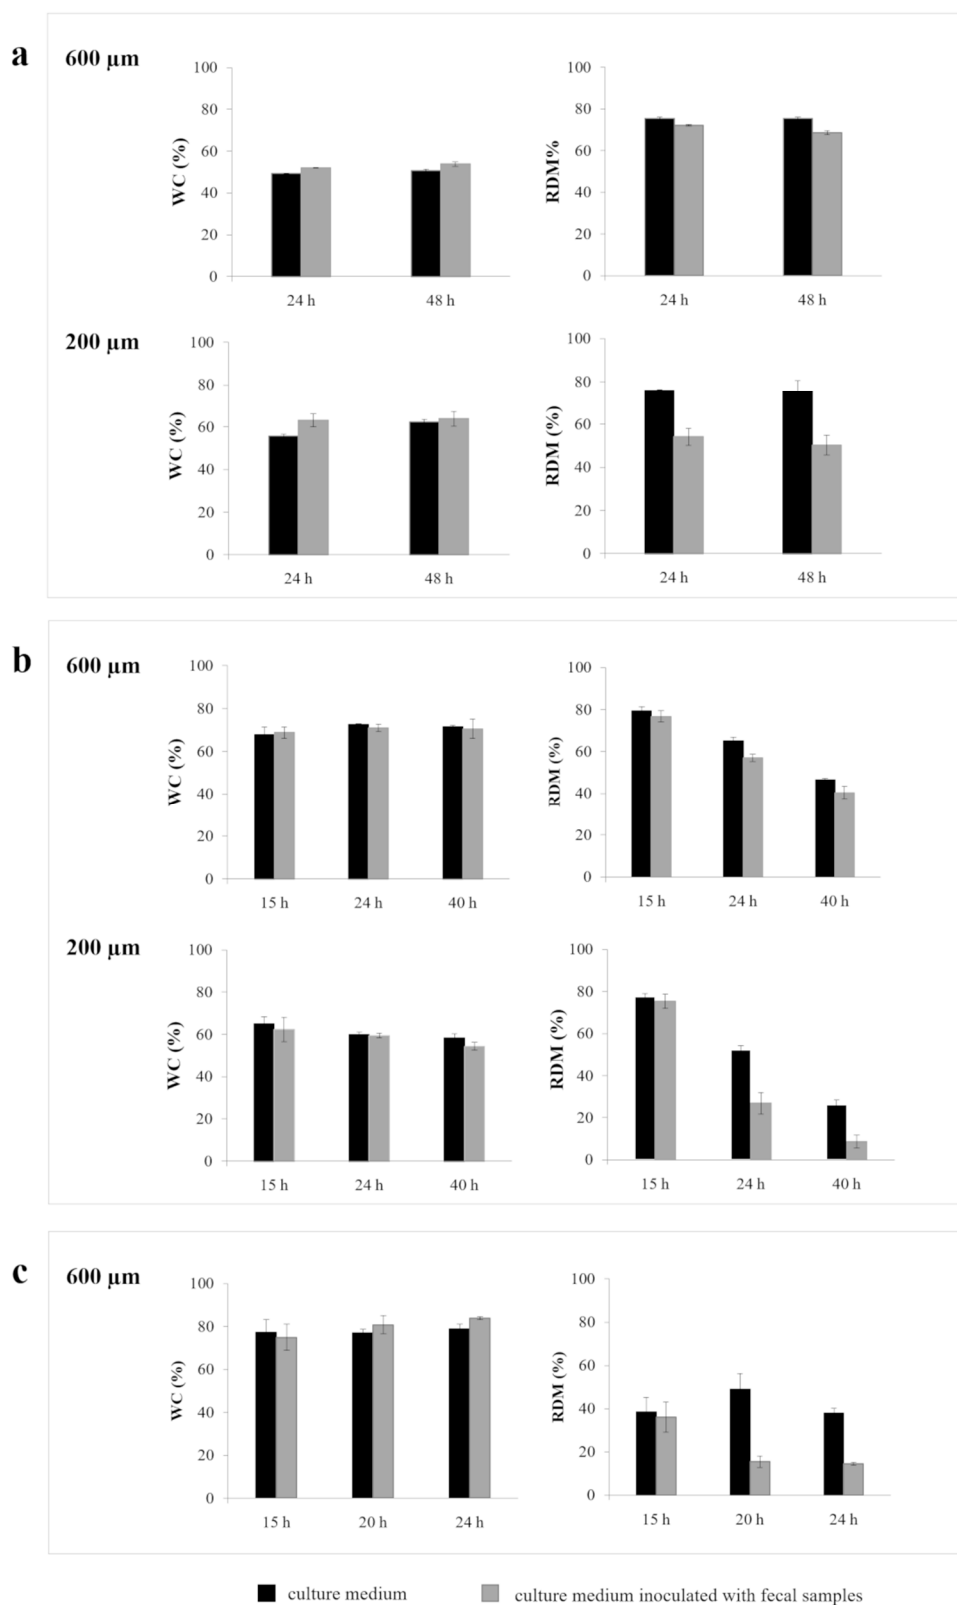 a
600 μm
WC (%)
100
80
60
40
20
0
24 h 48 h
RDM%
100
80
60
40
20
0
24 h 48 h
200 μm
WC (%)
100
80
60
40
20
0
24 h 48 h
RDM (%)
100
80
60
40
20
0
24 h 48 h
b
600 μm
WC (%)
100
80
60
40
20
0
15 h 24 h 40 h
RDM (%)
100
80
60
40
20
0
15 h 24 h 40 h
200 μm
WC (%)
100
80
60
40
20
0
15 h 24 h 40 h
RDM (%)
100
80
60
40
20
0
15 h 24 h 40 h
c
600 μm
WC (%)
100
80
60
40
20
0
15 h 20 h 24 h
RDM (%)
100
80
60
40
20
0
15 h 20 h 24 h
culture medium
culture medium inoculated with fecal samples